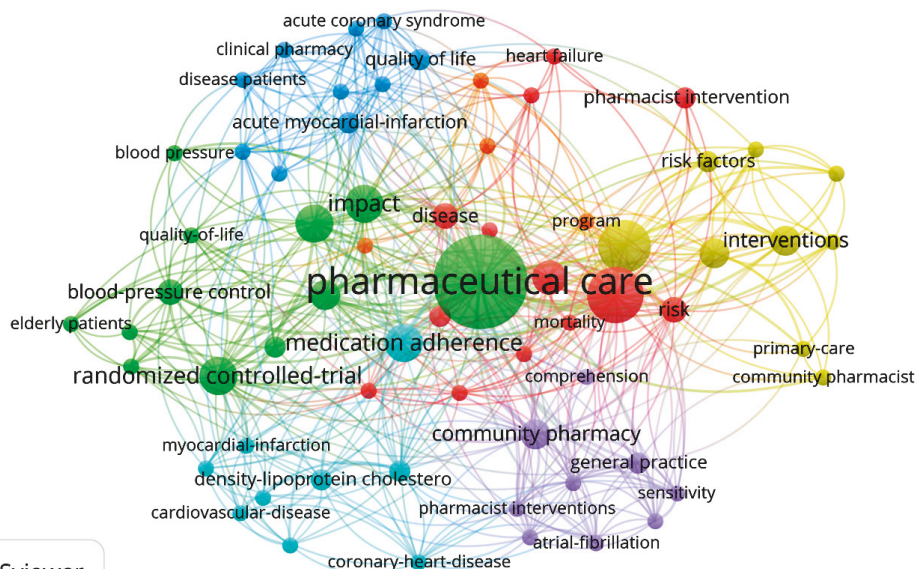 acute coronary syndrome
clinical pharmacy
quality of life
heart failure
disease patients
pharmacist intervention
acute myocardial-infarction
blood pressure
risk factors
impact
disease
program
quality-of-life
interventions
pharmaceutical care
blood-pressure control
risk
elderly patients
mortality
medication adherence
primary-care
randomized controlled-trial
comprehension
community pharmacist
community pharmacy
myocardial-infarction
general practice
density-lipoprotein cholestero
sensitivity
cardiovascular-disease
pharmacist interventions
atrial-fibrillation
coronary-heart-disease